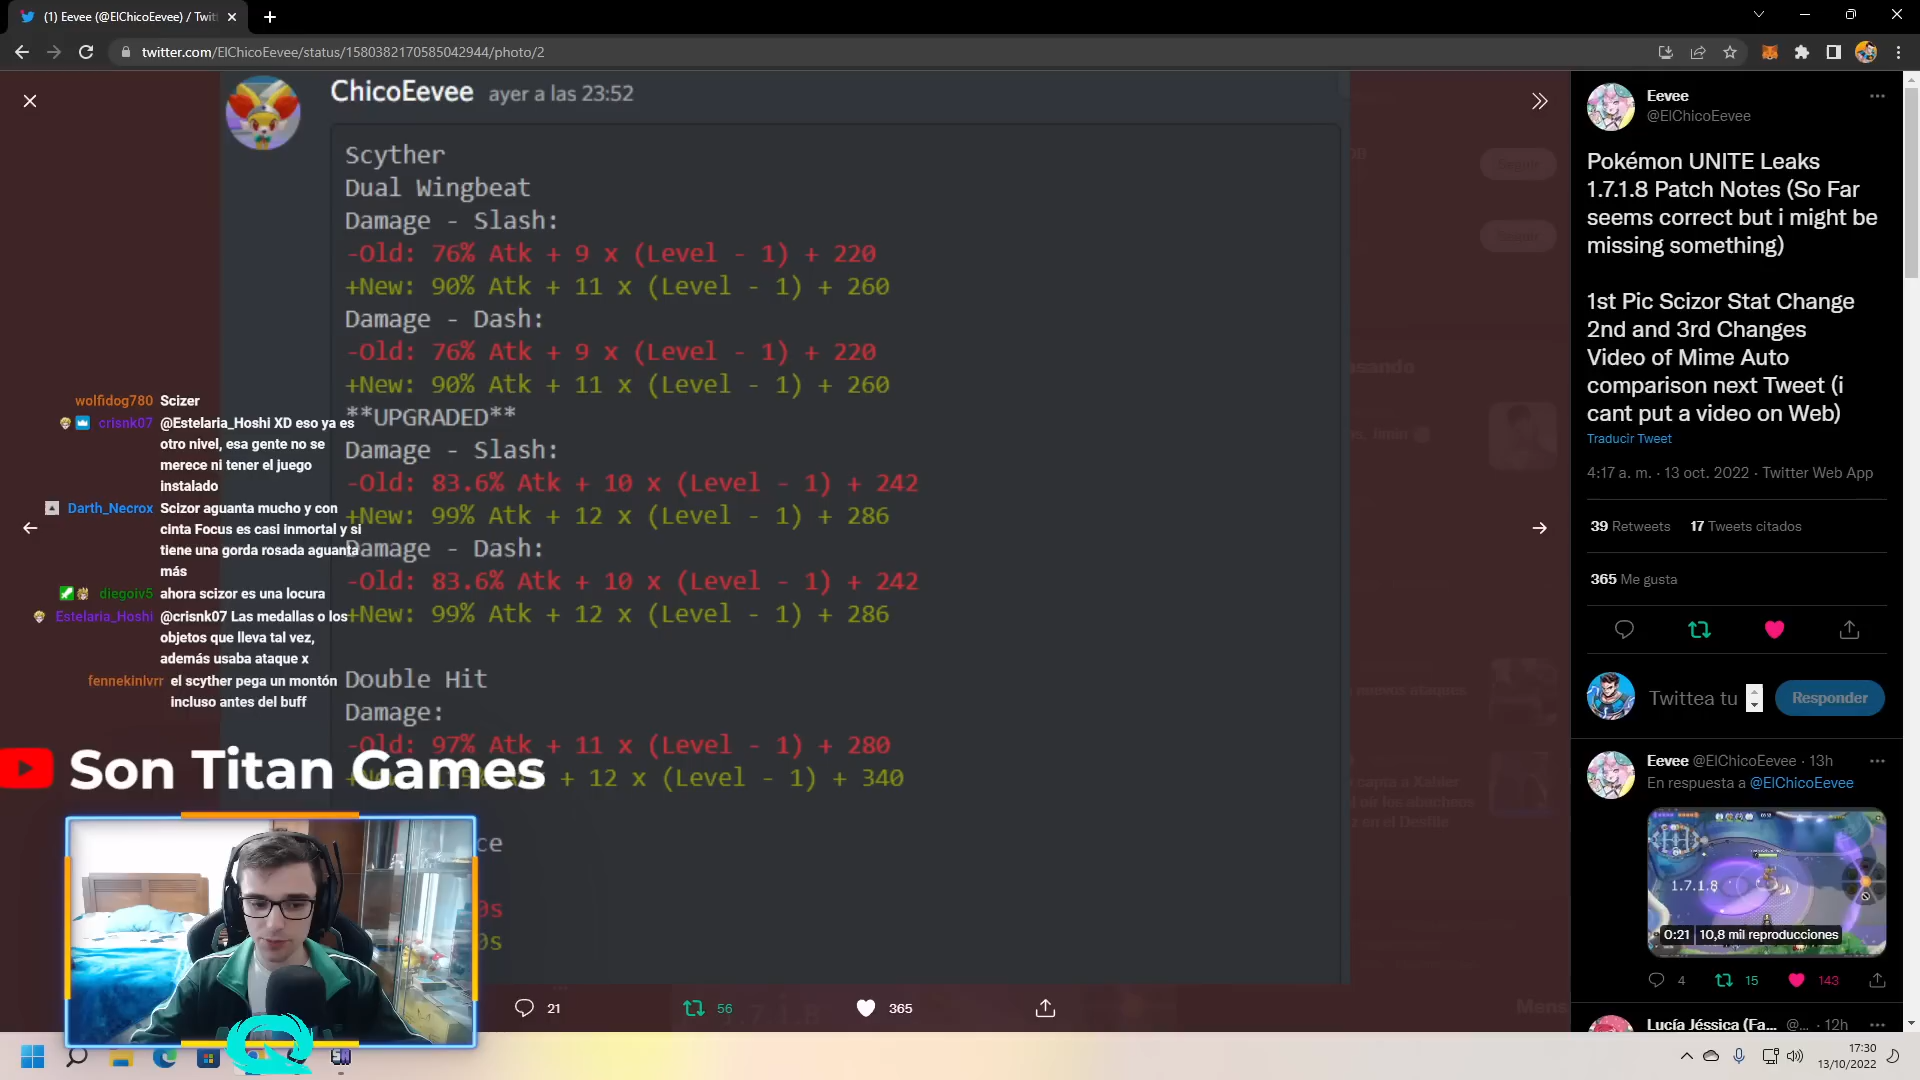 (1) Eevee (@ElChicoEevee) / Twit
twitter.com/ElChicoEevee/status/1580382170585042944/photo/2
ChicoEevee ayer a las 23:52
Scyther
Dual Wingbeat
Damage - Slash:
-Old: 76% Atk + 9 x (Level - 1) + 220
+New: 90% Atk + 11 x (Level - 1) + 260
Damage - Dash:
-Old: 76% Atk + 9 x (Level - 1) + 220
+New: 90% Atk + 11 x (Level - 1) + 260
**UPGRADED**
Damage - Slash:
-Old: 83.6% Atk + 10 x (Level - 1) + 242
+New: 99% Atk + 12 x (Level - 1) + 286
Damage - Dash:
-Old: 83.6% Atk + 10 x (Level - 1) + 242
+New: 99% Atk + 12 x (Level - 1) + 286
Double Hit
Damage:
-Old: 97% Atk + 11 x (Level - 1) + 280
+ 12 x (Level - 1) + 340
ce
0s
0s
wolfidog780 Scizer
crisnk07 @Estelaria_Hoshi XD eso ya es
otro nivel, esa gente no se
merece ni tener el juego
instalado
Darth_Necrox Scizor aguanta mucho y con
cinta Focus es casi inmortal y si
tiene una gorda rosada aguanta
más
diegoiv5 ahora scizor es una locura
Estelaria_Hoshi @crisnk07 Las medallas o los
objetos que lleva tal vez,
además usaba ataque x
fennekinlvrr el scyther pega un montón
incluso antes del buff
Son Titan Games
21 56 365
Seguir
Seguir
Eevee
@ElChicoEevee
Pokémon UNITE Leaks
1.7.1.8 Patch Notes (So Far
seems correct but i might be
missing something)
1st Pic Scizor Stat Change
2nd and 3rd Changes
Video of Mime Auto
comparison next Tweet (i
cant put a video on Web)
Traducir Tweet
4:17 a. m. · 13 oct. 2022 · Twitter Web App
39 Retweets 17 Tweets citados
365 Me gusta
Twittea tu Responder
Eevee @ElChicoEevee · 13h
En respuesta a @ElChicoEevee
1.7.1.8
0:21 10,8 mil reproducciones
4 15 143
Lucía Jéssica (Fa... @... · 12h
17:30
13/10/2022